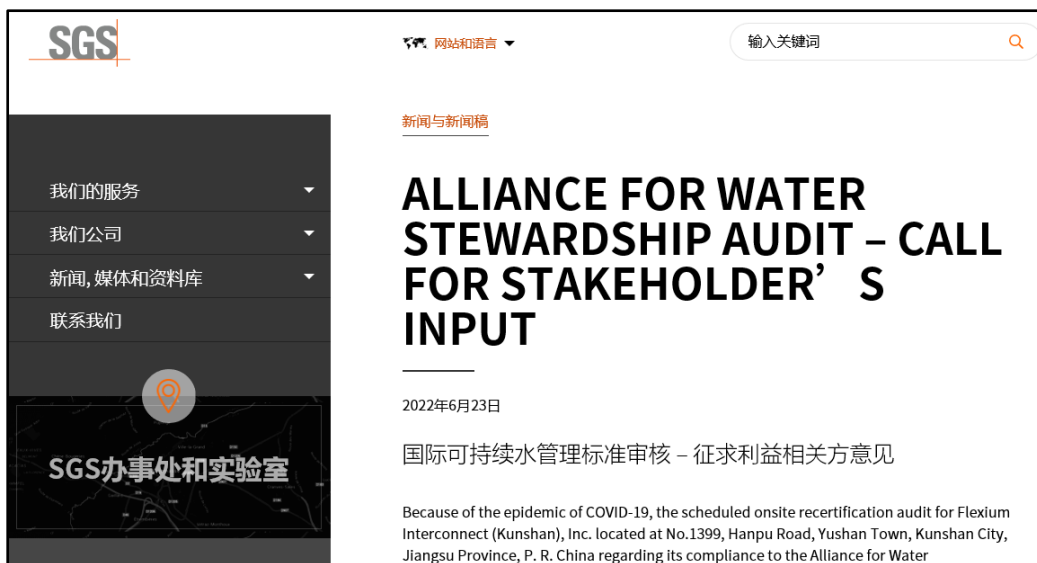 SGS
网站和语言
输入关键词
新闻与新闻稿
我们的服务
我们公司
新闻, 媒体和资料库
联系我们
SGS办事处和实验室
ALLIANCE FOR WATER
STEWARDSHIP AUDIT – CALL
FOR STAKEHOLDER’S
INPUT
2022年6月23日
国际可持续水管理标准审核 – 征求利益相关方意见
Because of the epidemic of COVID-19, the scheduled onsite recertification audit for Flexium
Interconnect (Kunshan), Inc. located at No.1399, Hanpu Road, Yushan Town, Kunshan City,
Jiangsu Province, P. R. China regarding its compliance to the Alliance for Water